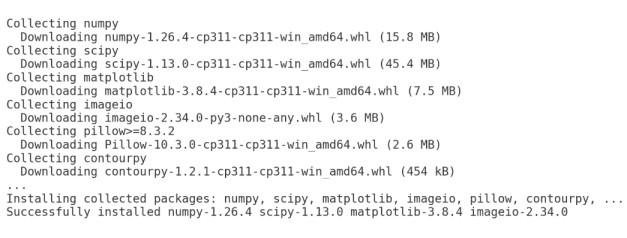 Collecting numpy
  Downloading numpy-1.26.4-cp311-cp311-win_amd64.whl (15.8 MB)
Collecting scipy
  Downloading scipy-1.13.0-cp311-cp311-win_amd64.whl (45.4 MB)
Collecting matplotlib
  Downloading matplotlib-3.8.4-cp311-cp311-win_amd64.whl (7.5 MB)
Collecting imageio
  Downloading imageio-2.34.0-py3-none-any.whl (3.6 MB)
Collecting pillow>=8.3.2
  Downloading Pillow-10.3.0-cp311-cp311-win_amd64.whl (2.6 MB)
Collecting contourpy
  Downloading contourpy-1.2.1-cp311-cp311-win_amd64.whl (454 kB)
...
Installing collected packages: numpy, scipy, matplotlib, imageio, pillow, contourpy, ...
Successfully installed numpy-1.26.4 scipy-1.13.0 matplotlib-3.8.4 imageio-2.34.0